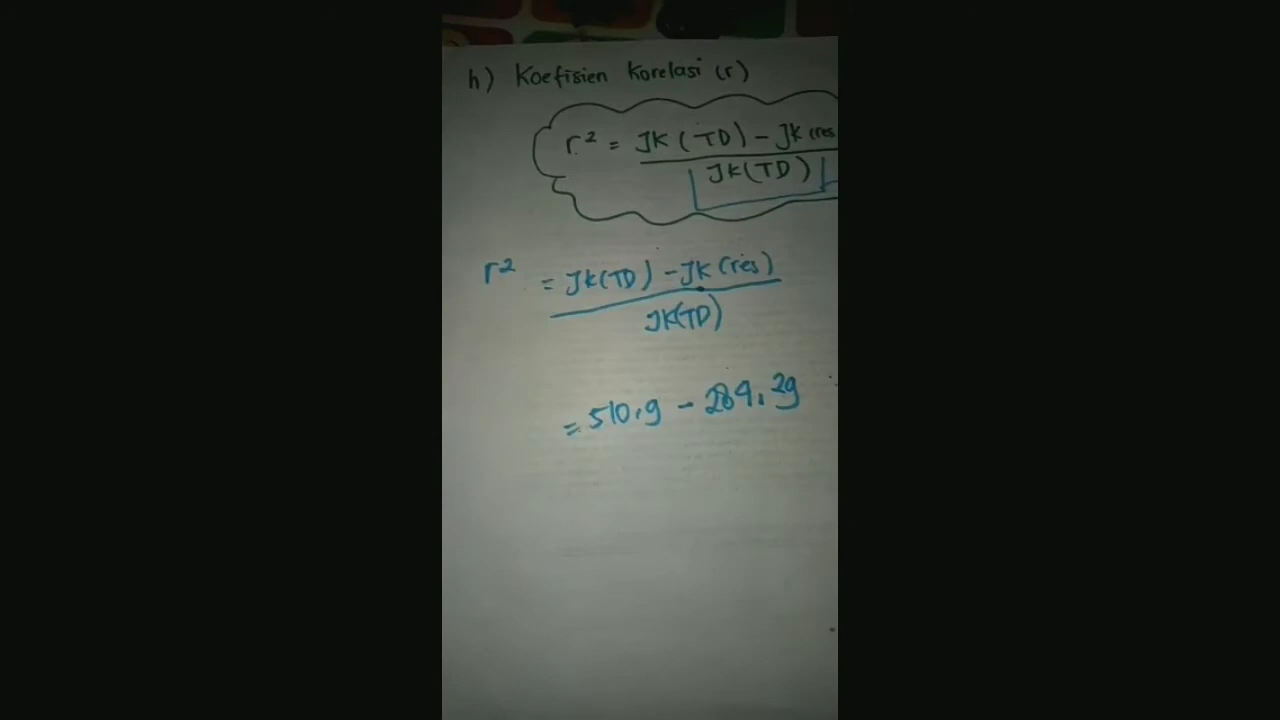 h) Koefisien Korelasi (r)
r² = JK (TD) - JK (res
JK(TD)
r² = JK(TD) - JK (res)
JK(TD)
= 510,9 - 289,29